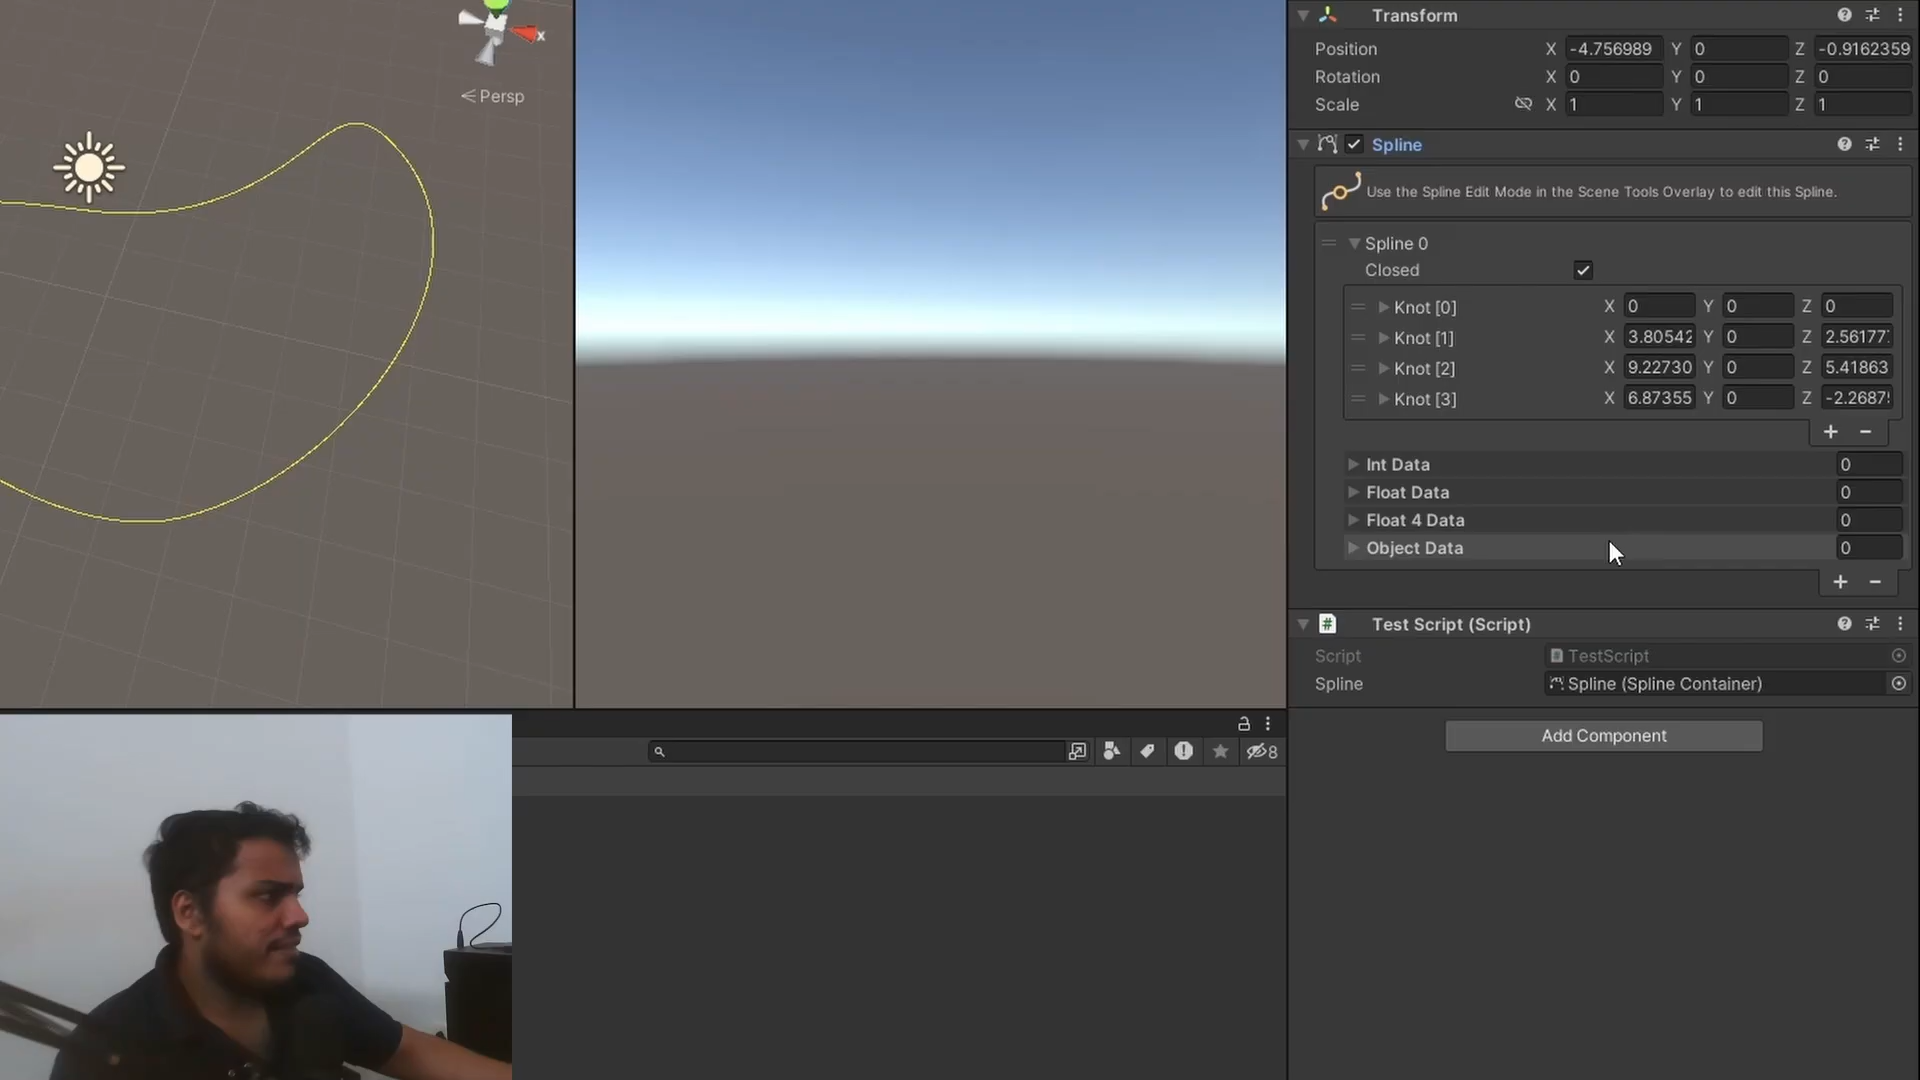 x
Persp
Transform
Position X -4.756989 Y 0 Z -0.9162359
Rotation X 0 Y 0 Z 0
Scale X 1 Y 1 Z 1
Spline
Use the Spline Edit Mode in the Scene Tools Overlay to edit this Spline.
Spline 0
Closed
Knot [0] X 0 Y 0 Z 0
Knot [1] X 3.80542 Y 0 Z 2.56177
Knot [2] X 9.22730 Y 0 Z 5.41863
Knot [3] X 6.87355 Y 0 Z -2.2687
+ -
Int Data 0
Float Data 0
Float 4 Data 0
Object Data 0
+ -
# Test Script (Script)
Script TestScript
Spline Spline (Spline Container)
Add Component
8